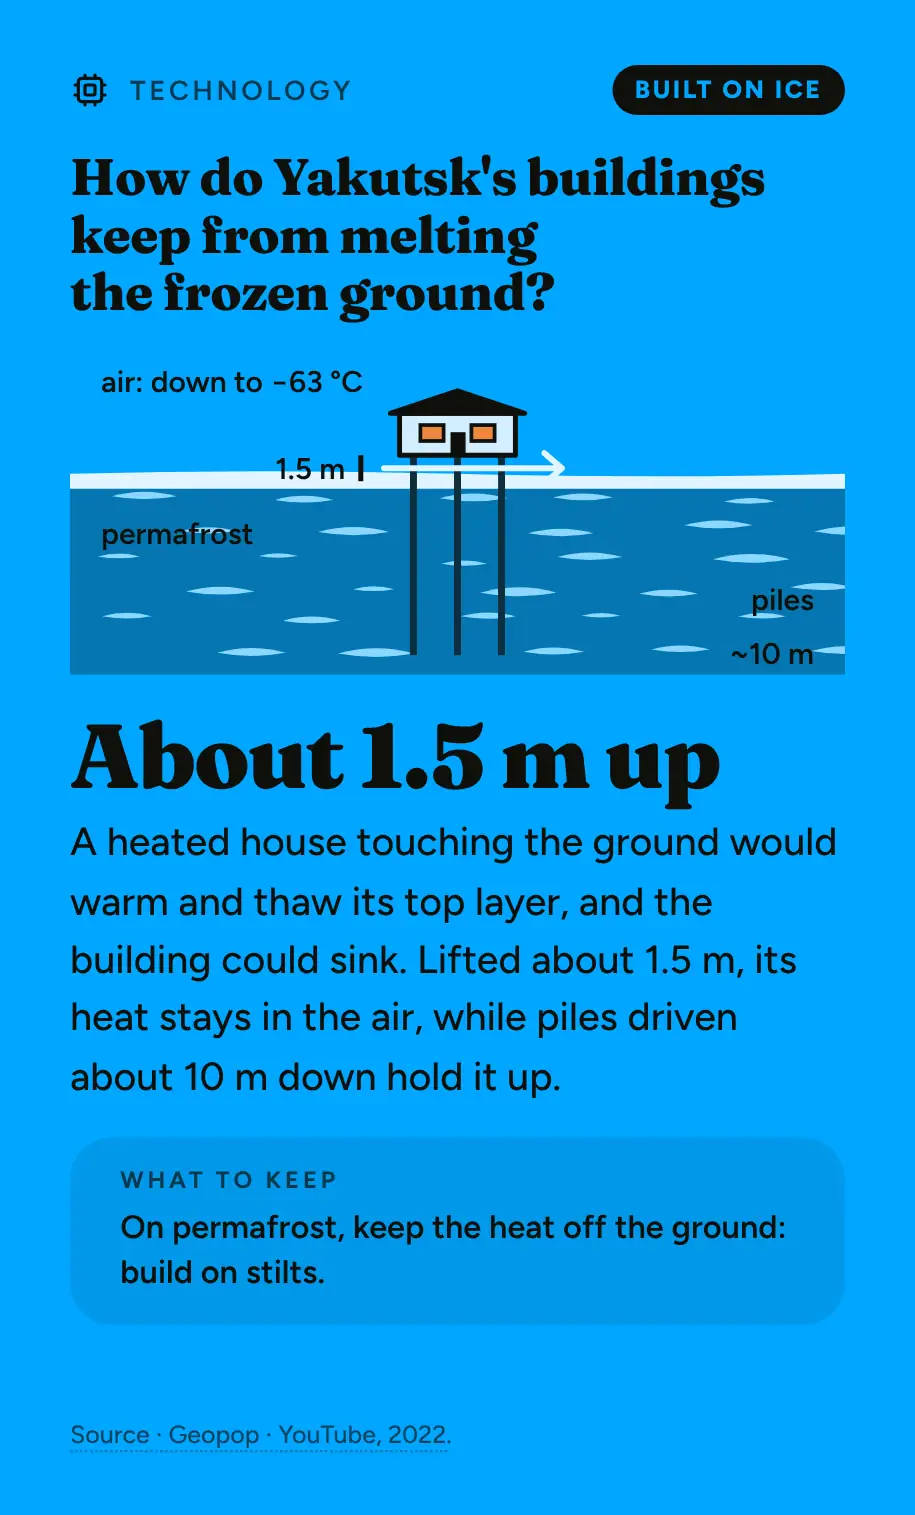 TECHNOLOGY
BUILT ON ICE
How do Yakutsk's buildings
keep from melting
the frozen ground?
air: down to −63 °C
1.5 m
permafrost
piles
~10 m
About 1.5 m up
A heated house touching the ground would
warm and thaw its top layer, and the
building could sink. Lifted about 1.5 m, its
heat stays in the air, while piles driven
about 10 m down hold it up.
WHAT TO KEEP
On permafrost, keep the heat off the ground:
build on stilts.
Source · Geopop · YouTube, 2022.